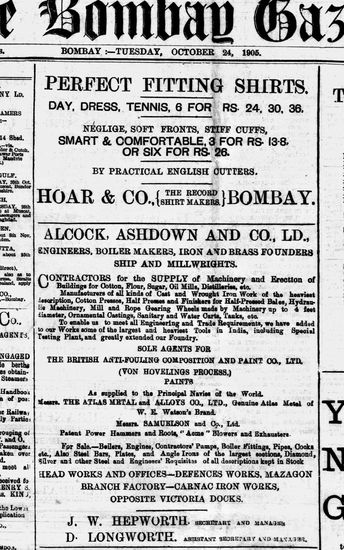 e Bombay Gaz
BOMBAY :—TUESDAY, OCTOBER 24, 1905.
PERFECT FITTING SHIRTS.
DAY, DRESS, TENNIS, 6 FOR RS. 24, 30, 36.
NÉGLIGE, SOFT FRONTS, STIFF CUFFS,
SMART & COMFORTABLE, 3 FOR RS. 13-8,
OR SIX FOR RS. 26.
BY PRACTICAL ENGLISH CUTTERS.
HOAR & CO., {THE RECORD SHIRT MAKERS.} BOMBAY.
ALCOCK, ASHDOWN AND CO., LD.,
ENGINEERS, BOILER MAKERS, IRON AND BRASS FOUNDERS
SHIP AND MILLWRIGHTS.
CONTRACTORS for the SUPPLY of Machinery and Erection of
Buildings for Cotton, Flour, Sugar, Oil Mills, Distilleries, etc.
Manufacturers of all kinds of Cast and Wrought Iron Work of the heaviest
description, Cotton Presses, Half Presses and Finishers for Half-Pressed Bales, Hydrau-
lic Machinery, Mill and Rope Gearing Wheels made by Machinery up to feet
diameter, Ornamental Castings, Sanitary and Water Carts, Tanks, etc.
To enable us to meet all Engineering and Trade Requirements, we have added
to our Works some of the largest and heaviest Tools in India, including Special
Testing Plant, and greatly extended our Foundry.
SOLE AGENTS FOR
THE BRITISH ANTI-FOULING COMPOSITION AND PAINT CO., LTD.
(VON HOVELINGS PROCESS.)
PAINTS
As supplied to the Principal Navies of the World.
Messrs. THE ATLAS METAL and ALLOYS CO., LTD., Genuine Atlas Metal of
W. E. Watson's Brand.
Messrs. SAMUELSON and Co., Ltd.
Patent Power Hammers and Roots, "Acme" Blowers and Exhausters.
For Sale,—Boilers, Engines, Contractors' Pumps, Boiler Fittings, Pipes, Cocks
etc., Also Steel Bars, Plates, and Angle Irons of the largest sections, Diamond,
Silver and other Steel and Engineers' Requisites of all descriptions kept in Stock
HEAD WORKS AND OFFICES—DEFENCES WORKS, MAZAGON
BRANCH FACTORY—CARNAC IRON WORKS,
OPPOSITE VICTORIA DOCKS.
J. W. HEPWORTH, SECRETARY AND MANAGER
D. LONGWORTH, ASSISTANT SECRETARY AND MANAGER.